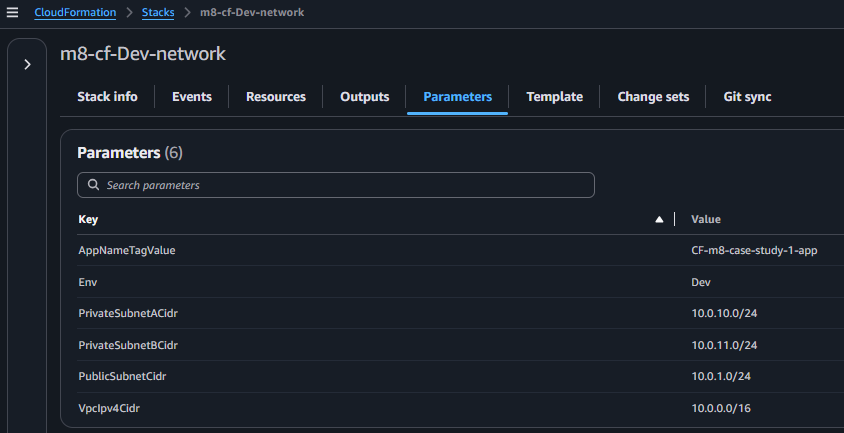 CloudFormation > Stacks > m8-cf-Dev-network
m8-cf-Dev-network
Stack info Events Resources Outputs Parameters Template Change sets Git sync
Parameters (6)
Search parameters
Key Value
AppNameTagValue CF-m8-case-study-1-app
Env Dev
PrivateSubnetACidr 10.0.10.0/24
PrivateSubnetBCidr 10.0.11.0/24
PublicSubnetCidr 10.0.1.0/24
VpcIpv4Cidr 10.0.0.0/16